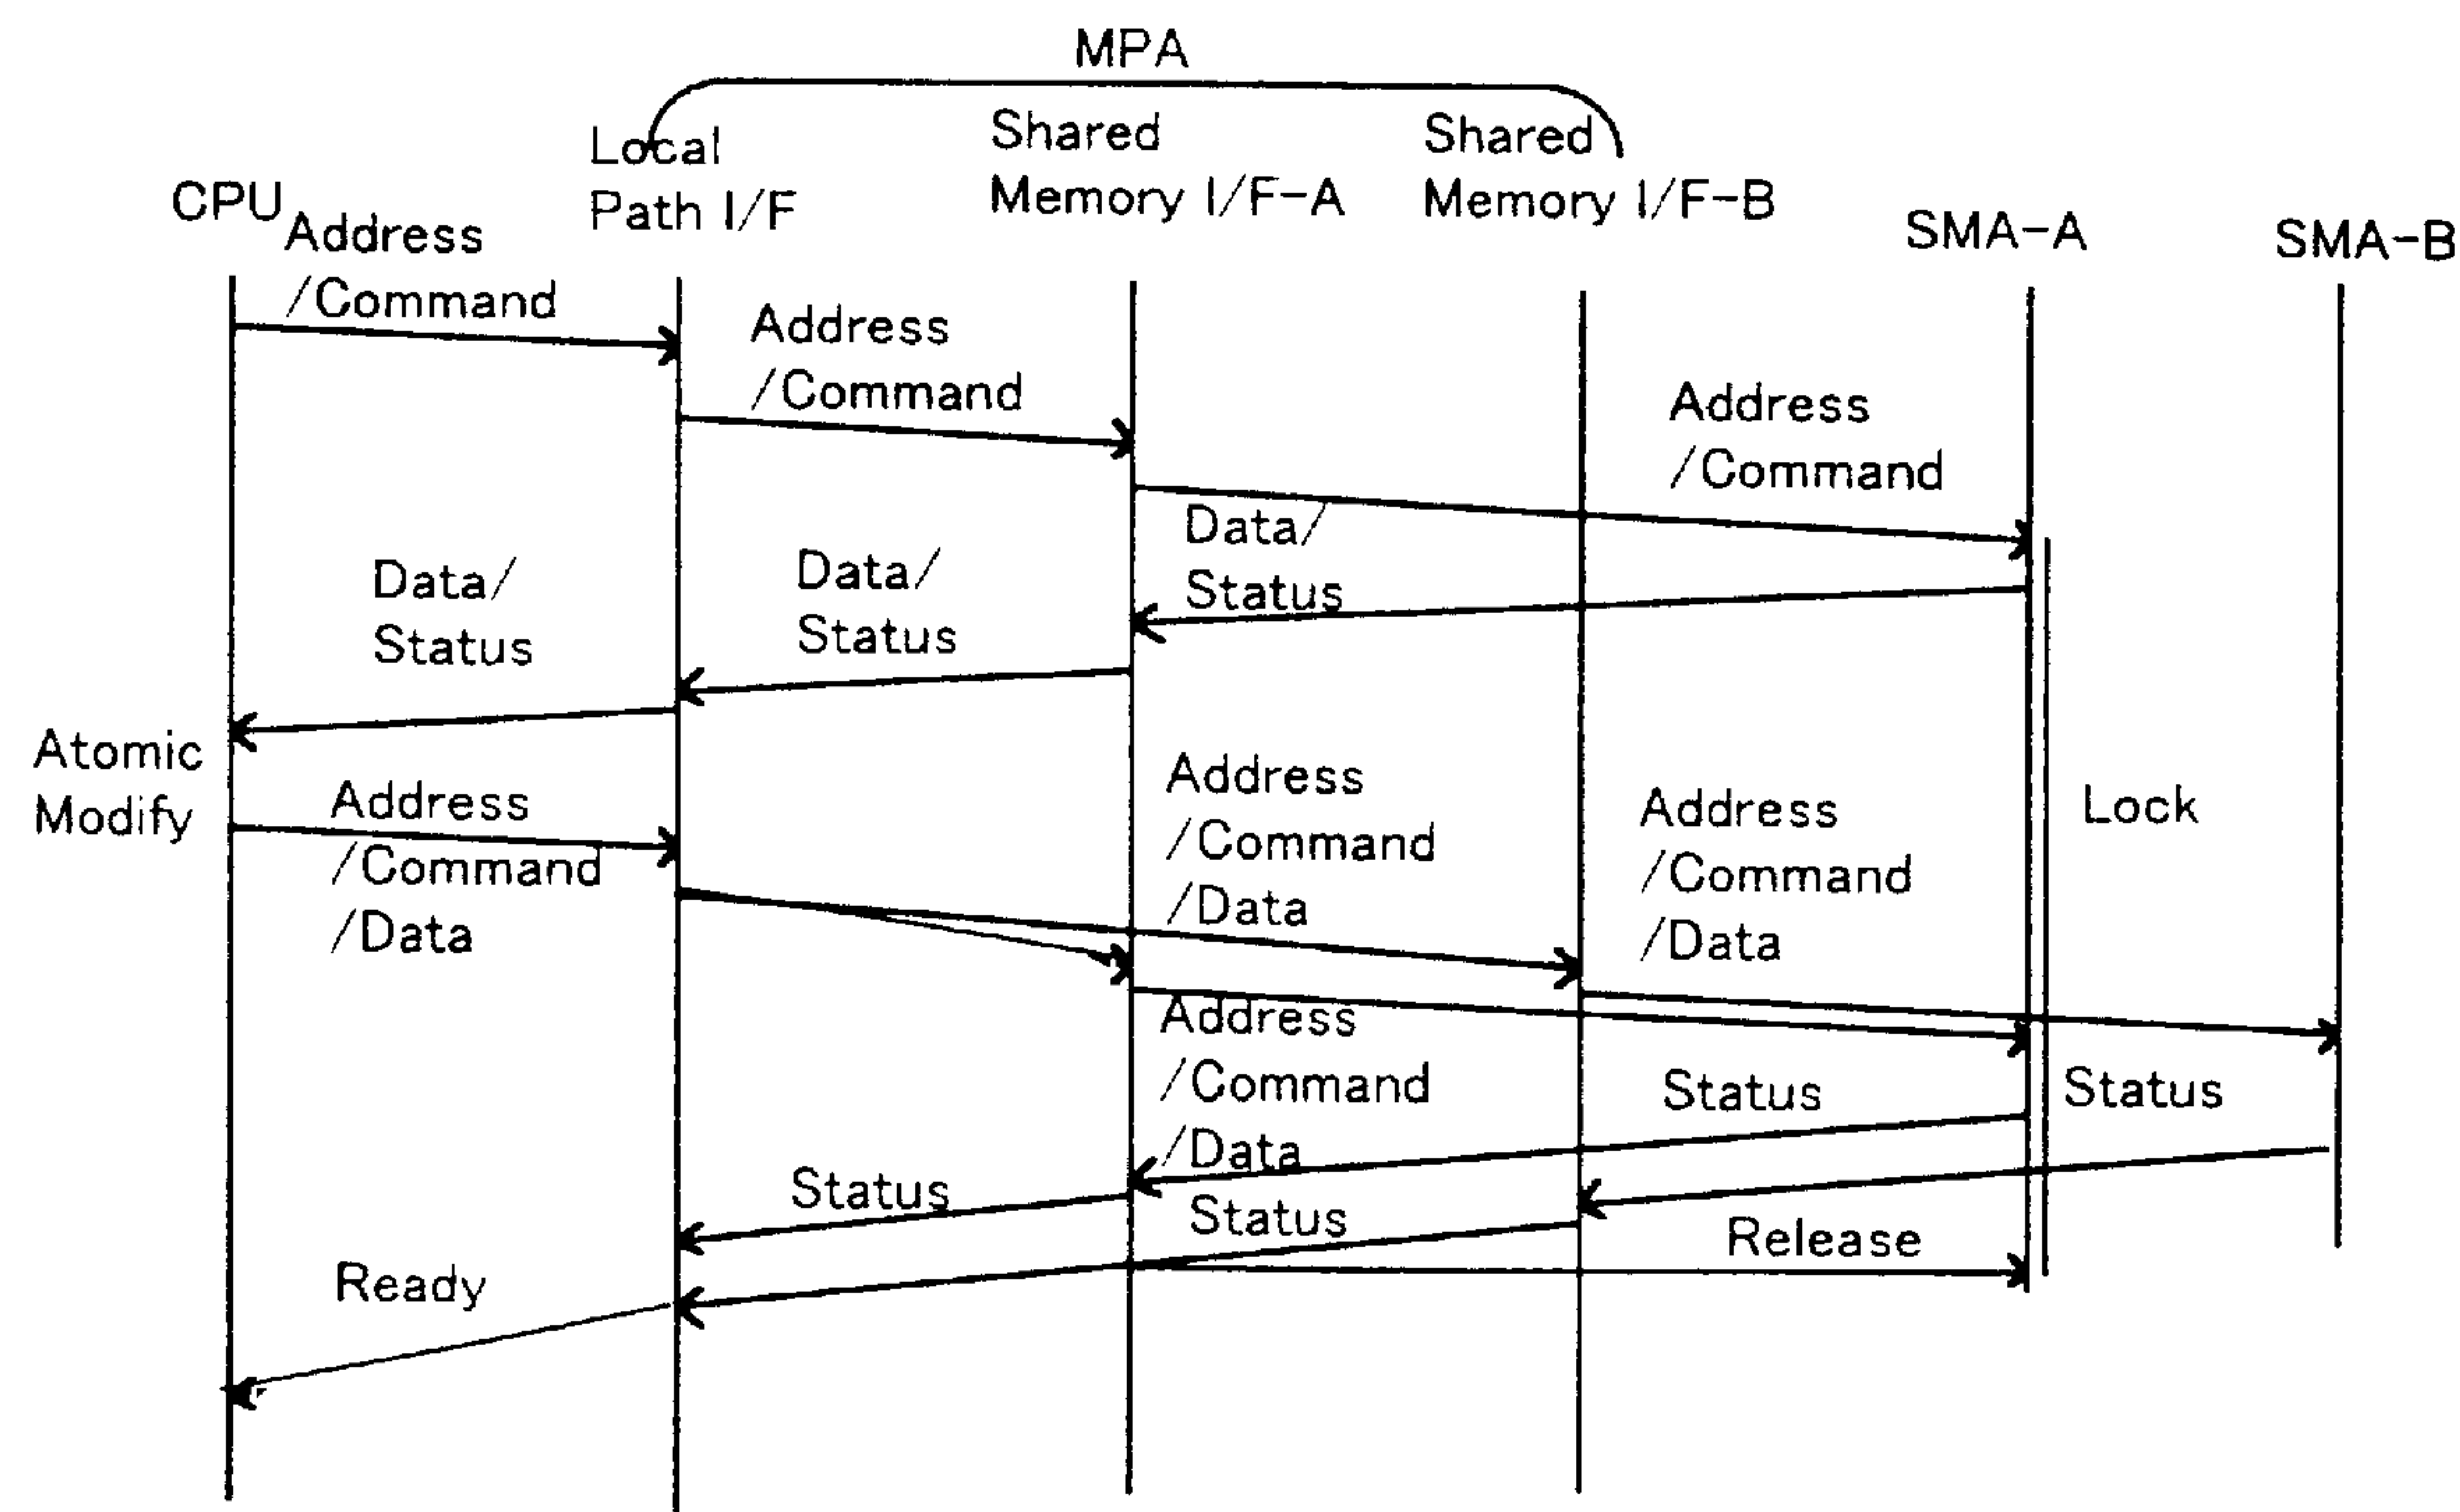 MPA
CPU
Local
Path I/F
Shared
Memory I/F-A
Shared
Memory I/F-B
SMA-A
SMA-B
Address
/Command
Address
/Command
Address
/Command
Data/
Status
Data/
Status
Data/
Status
Atomic
Modify
Address
/Command
/Data
Address
/Command
/Data
Address
/Command
/Data
Lock
Address
/Command
/Data
Status
Status
Status
Status
Release
Ready